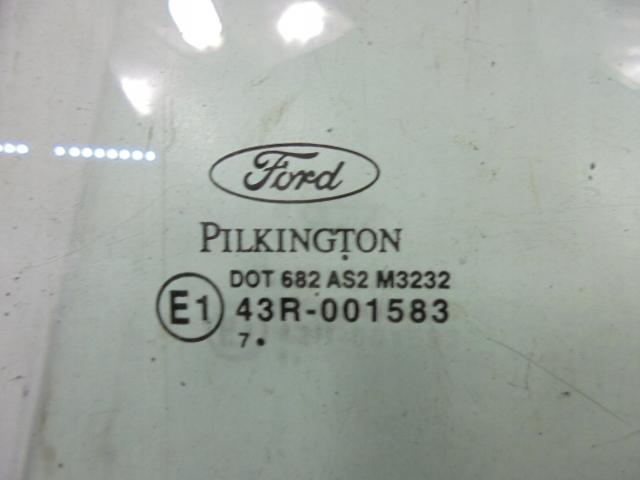 Ford
PILKINGTON
DOT 682 AS2 M3232
E1 43R-001583
7•